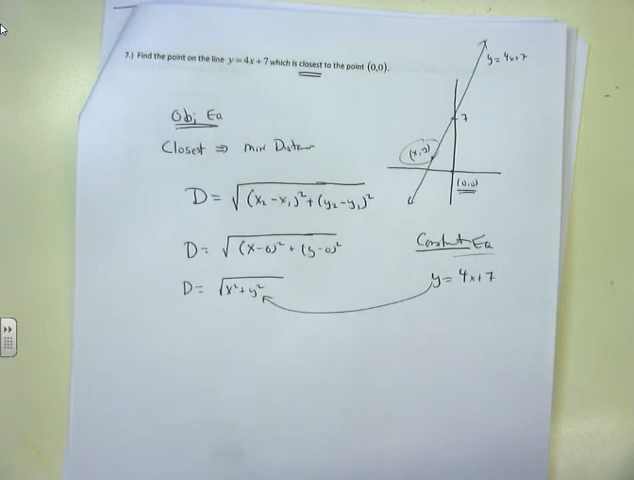 7.) Find the point on the line y = 4x + 7 which is closest to the point (0,0).
y = 4x+7
7
(x,y)
(0,0)
Obj Eq
Closest ⇒ min Distance
D = √(x₂-x₁)²+(y₂-y₁)²
D = √(x-0)²+(y-0)²
D = √x²+y²
Constraint Eq
y = 4x+7